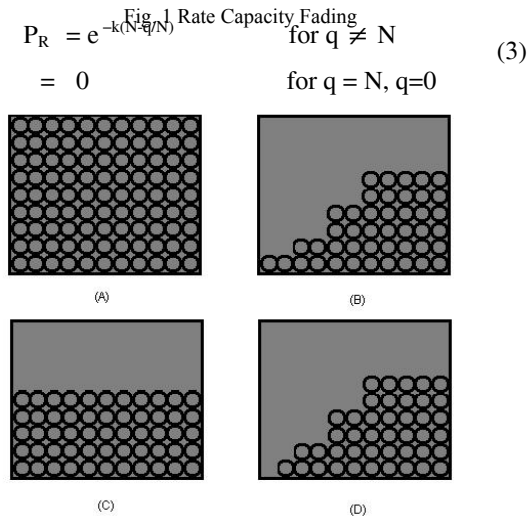 Fig. 1 Rate Capacity Fading
P_R = e^{–k(N-q/N)} for q ≠ N (3)
= 0 for q = N, q=0
(A) (B)
(C) (D)